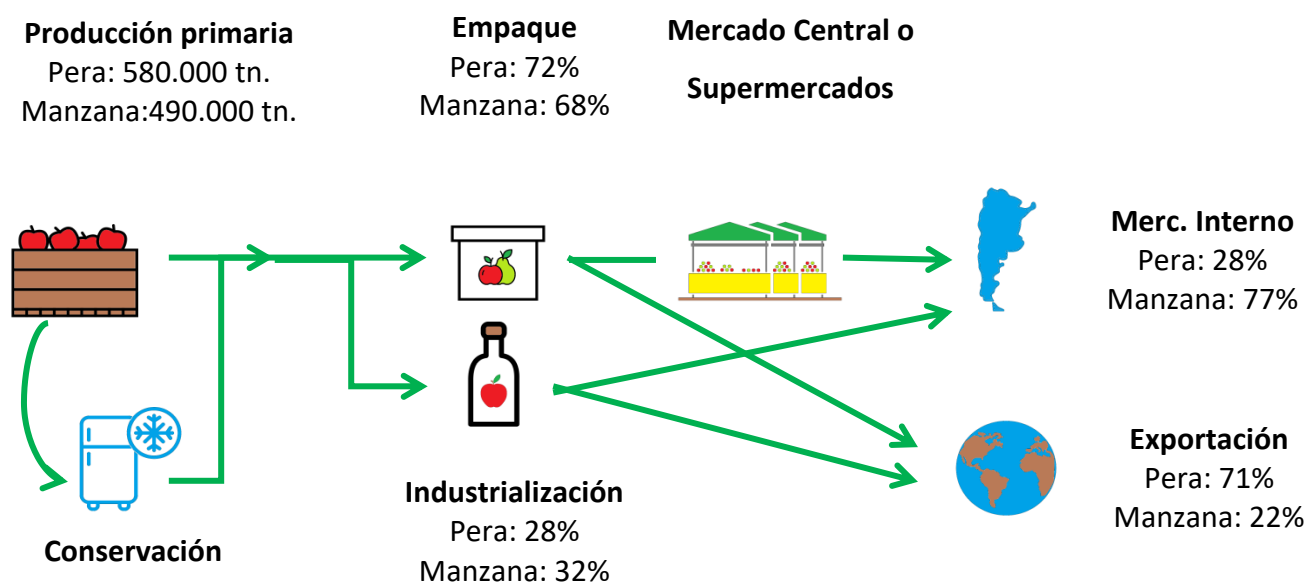 Producción primaria
Pera: 580.000 tn.
Manzana:490.000 tn.
Empaque
Pera: 72%
Manzana: 68%
Mercado Central o
Supermercados
Merc. Interno
Pera: 28%
Manzana: 77%
Conservación
Industrialización
Pera: 28%
Manzana: 32%
Exportación
Pera: 71%
Manzana: 22%